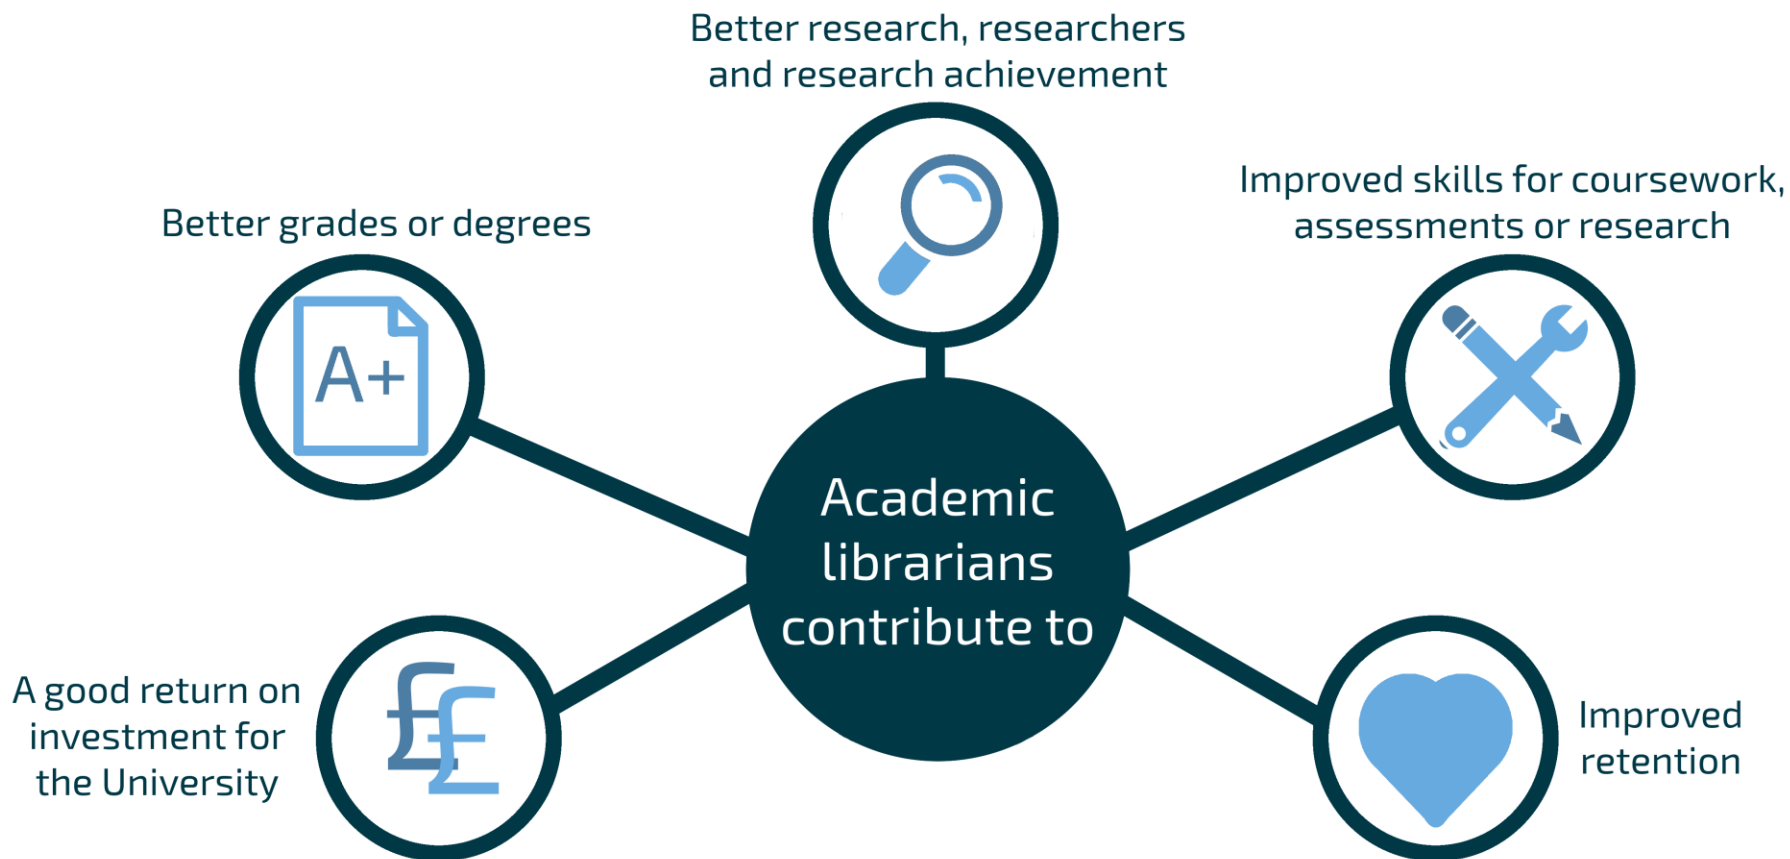 Better research, researchers
and research achievement
Improved skills for coursework,
assessments or research
Better grades or degrees
A+
Academic
librarians
contribute to
A good return on
investment for
the University
££
Improved
retention